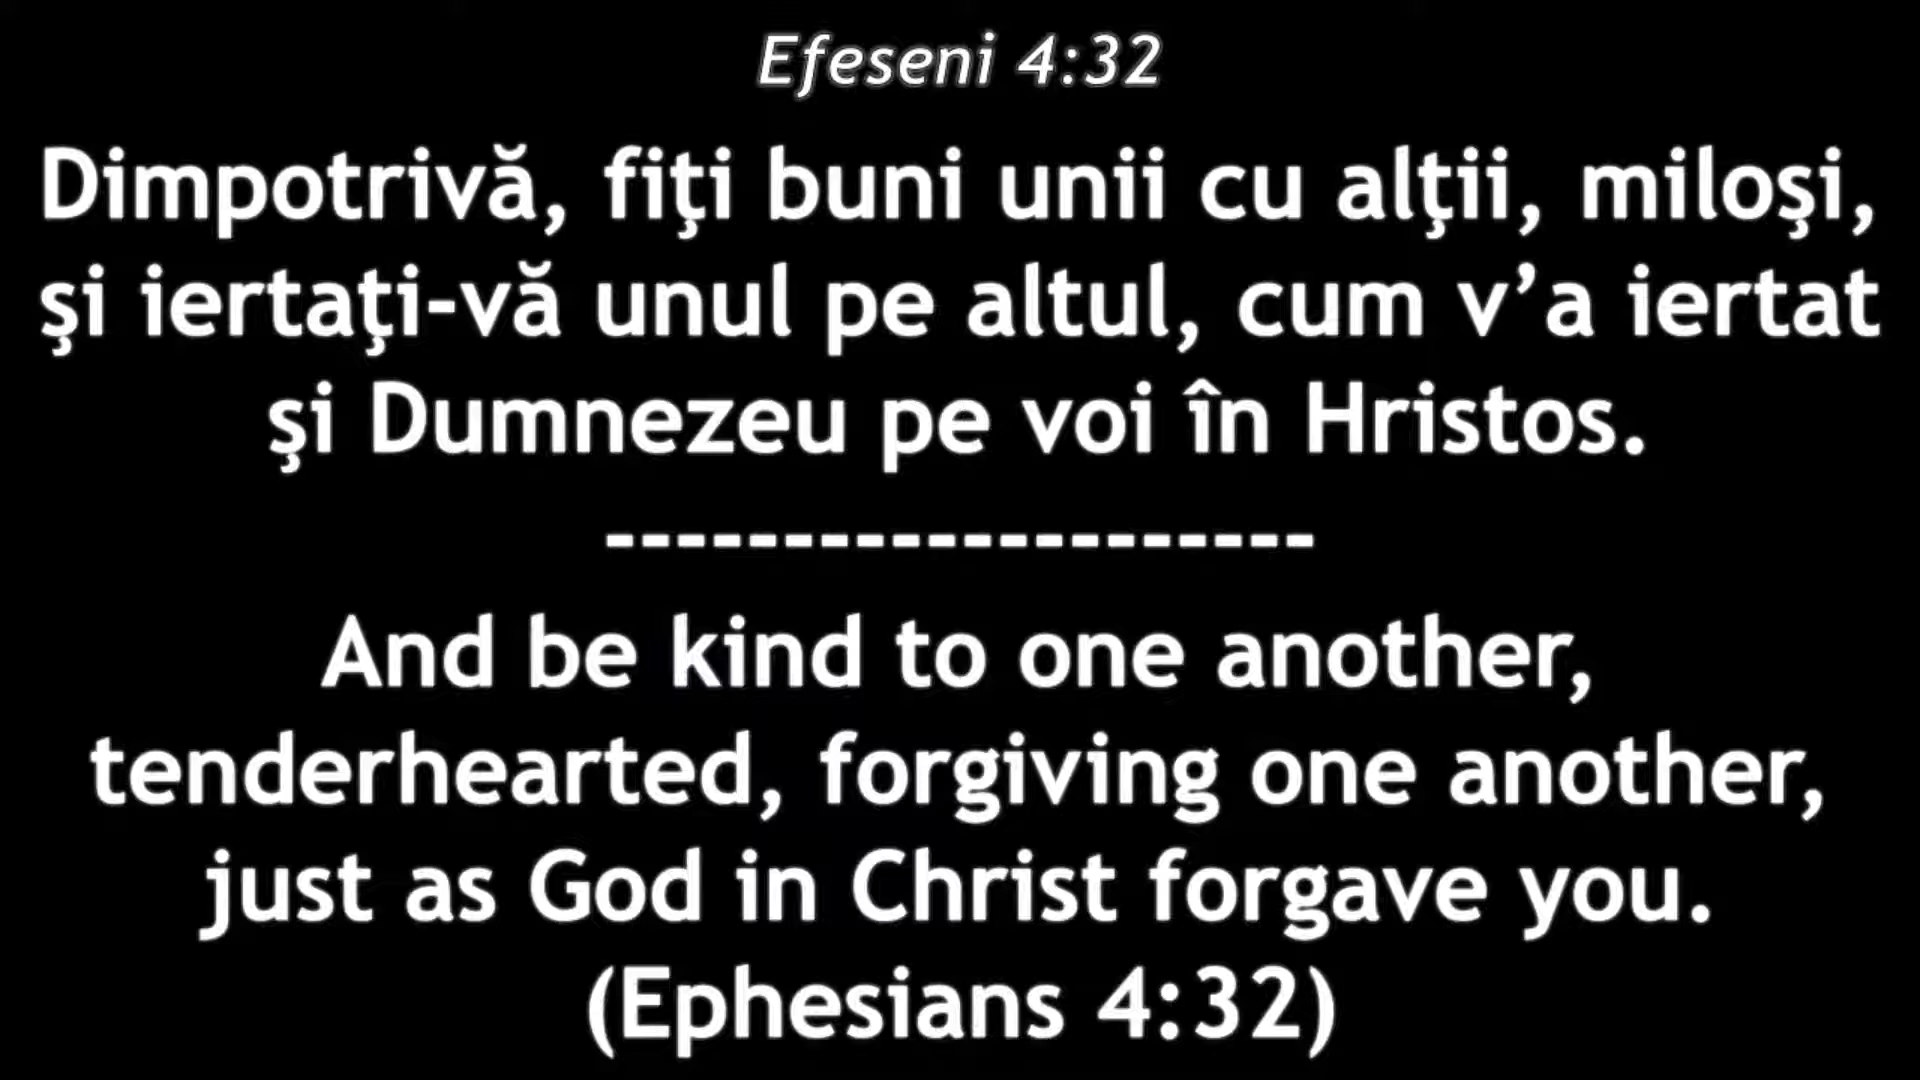 Efeseni 4:32
Dimpotrivă, fiţi buni unii cu alţii, miloşi,
şi iertaţi-vă unul pe altul, cum v’a iertat
şi Dumnezeu pe voi în Hristos.
--------------------
And be kind to one another,
tenderhearted, forgiving one another,
just as God in Christ forgave you.
(Ephesians 4:32)